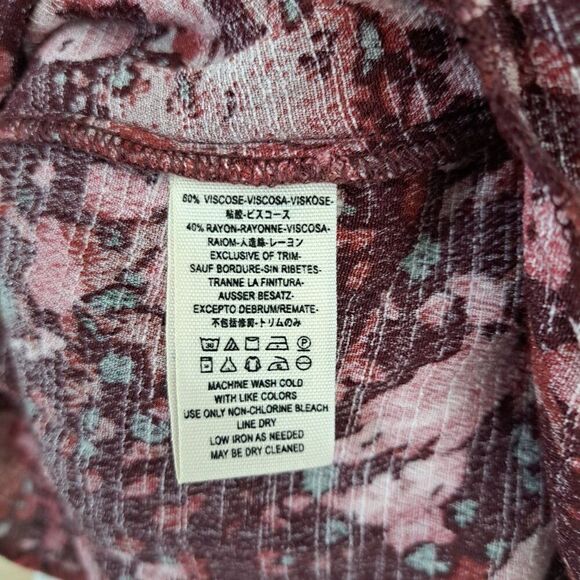 60% VISCOSE-VISCOSA-VISKOSE-
粘胶-ビスコース
40% RAYON-RAYONNE-VISCOSA-
RAIOM-人造絲-レーヨン
EXCLUSIVE OF TRIM-
SAUF BORDURE-SIN RIBETES-
TRANNE LA FINITURA-
AUSSER BESATZ-
EXCEPTO DEBRUM/REMATE-
不包括修剪-トリムのみ
MACHINE WASH COLD
WITH LIKE COLORS
USE ONLY NON-CHLORINE BLEACH
LINE DRY
LOW IRON AS NEEDED
MAY BE DRY CLEANED